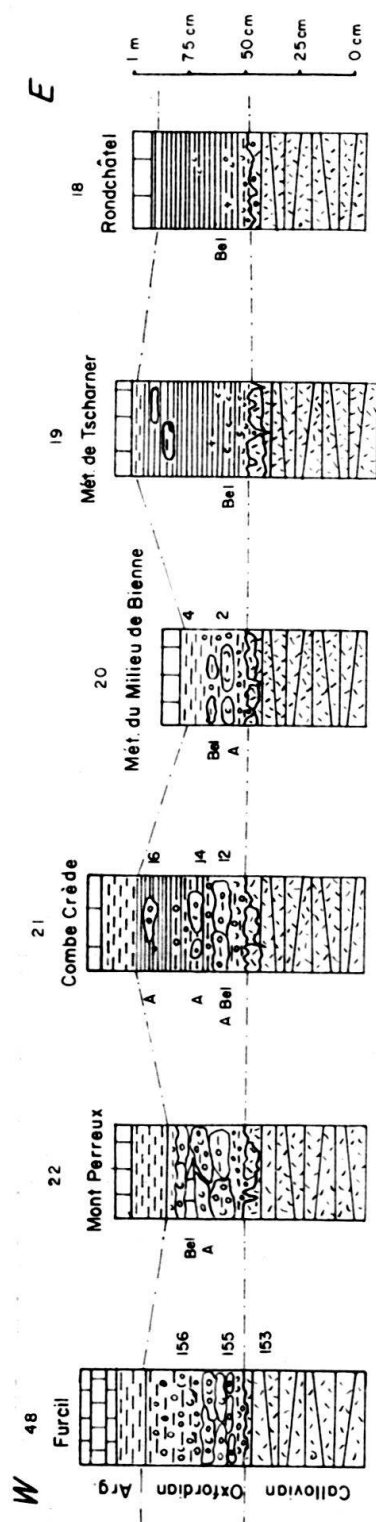 W
E
48
Furcil
22
Mont Perreux
21
Combe Crède
20
Mét. du Milieu de Bienne
19
Mét. de Tscharner
18
Rondchâtel
1 m
75 cm
50 cm
25 cm
0 cm
Callovian
Oxfordian
Arg.
156
155
153
Bel
A
16
14
12
A
A
A Bel
4
2
Bel
A
Bel
Bel